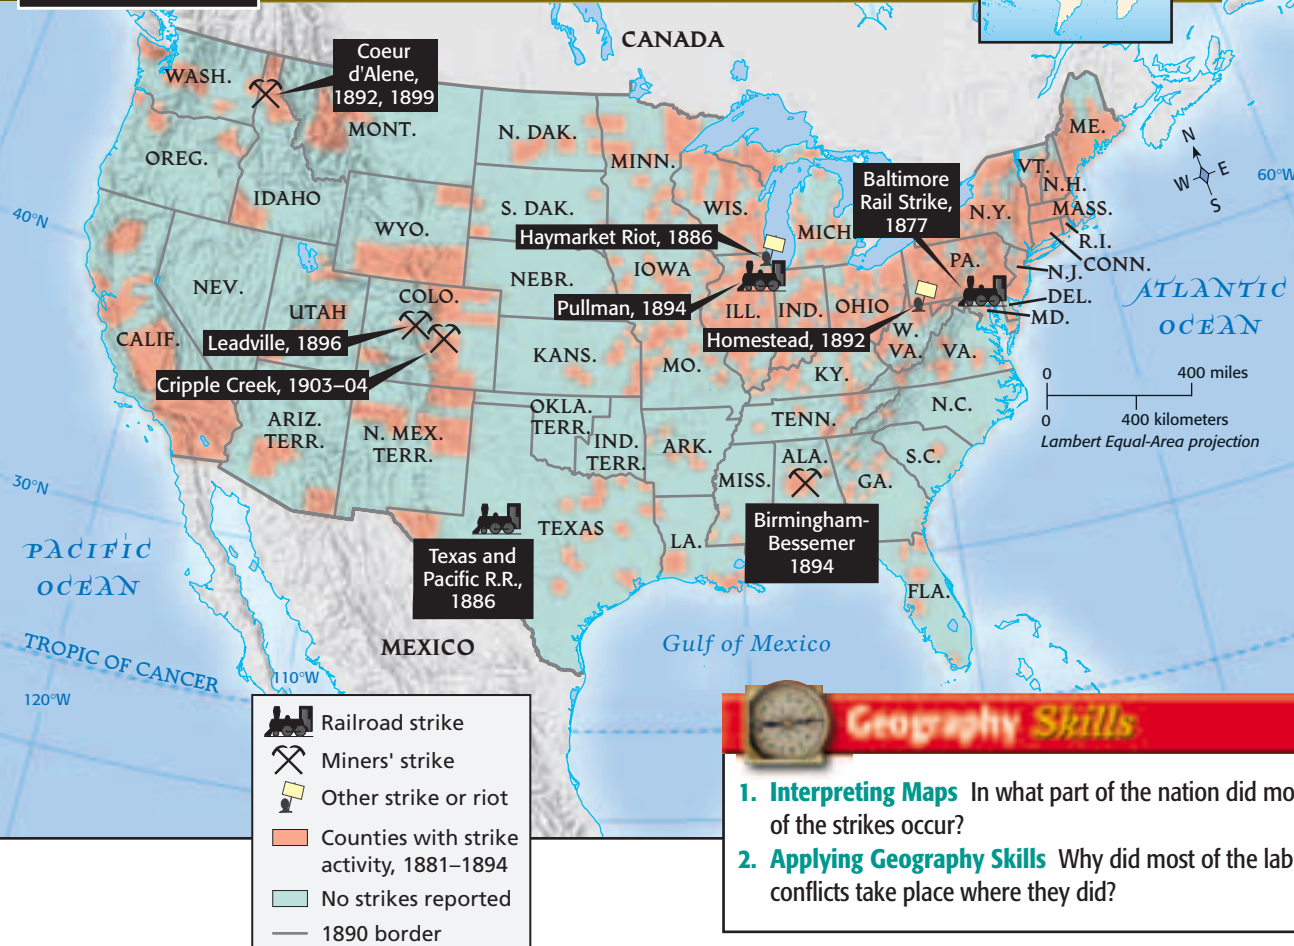 CANADA
Coeur
d'Alene,
1892, 1899
WASH.
MONT.
N. DAK.
MINN.
ME.
VT.
N.H.
OREG.
IDAHO
S. DAK.
WIS.
MICH
Baltimore
Rail Strike,
1877
N.Y.
MASS.
R.I.
CONN.
N
W
E
S
60°W
40°N
WYO.
Haymarket Riot, 1886
PA.
N.J.
DEL.
MD.
ATLANTIC
OCEAN
NEV.
UTAH
COLO.
NEBR.
IOWA
Pullman, 1894
ILL.
IND.
OHIO
CALIF.
Leadville, 1896
Homestead, 1892
W.
VA.
VA.
KANS.
MO.
KY.
Cripple Creek, 1903–04
0
400 miles
0
400 kilometers
Lambert Equal-Area projection
ARIZ.
TERR.
N. MEX.
TERR.
OKLA.
TERR.
IND.
TERR.
ARK.
TENN.
N.C.
S.C.
MISS.
ALA.
GA.
30°N
PACIFIC
OCEAN
TEXAS
LA.
Birmingham-
Bessemer
1894
Texas and
Pacific R.R.,
1886
FLA.
MEXICO
Gulf of Mexico
TROPIC OF CANCER
110°W
120°W
Railroad strike
Miners' strike
Other strike or riot
Counties with strike
activity, 1881–1894
No strikes reported
1890 border
Geography Skills
1. Interpreting Maps In what part of the nation did mo
of the strikes occur?
2. Applying Geography Skills Why did most of the lab
conflicts take place where they did?